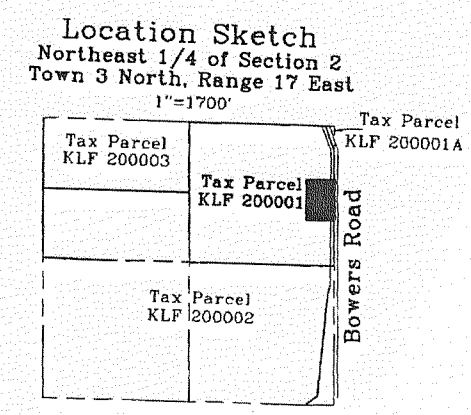 Location Sketch
Northeast 1/4 of Section 2
Town 3 North, Range 17 East
1"=1700'
Tax Parcel
KLF 200001A
Tax Parcel
KLF 200003
Tax Parcel
KLF 200001
Bowers Road
Tax Parcel
KLF 200002